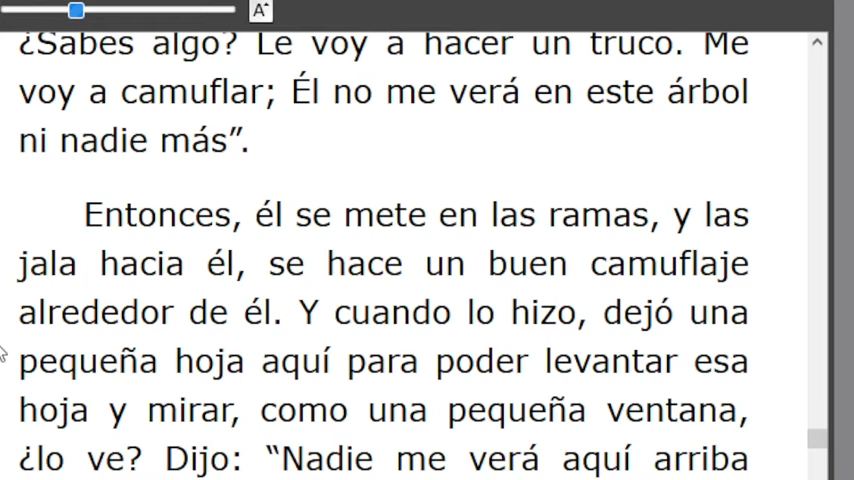 A
¿Sabes algo? Le voy a hacer un truco. Me
voy a camuflar; Él no me verá en este árbol
ni nadie más”.
Entonces, él se mete en las ramas, y las
jala hacia él, se hace un buen camuflaje
alrededor de él. Y cuando lo hizo, dejó una
pequeña hoja aquí para poder levantar esa
hoja y mirar, como una pequeña ventana,
¿lo ve? Dijo: “Nadie me verá aquí arriba